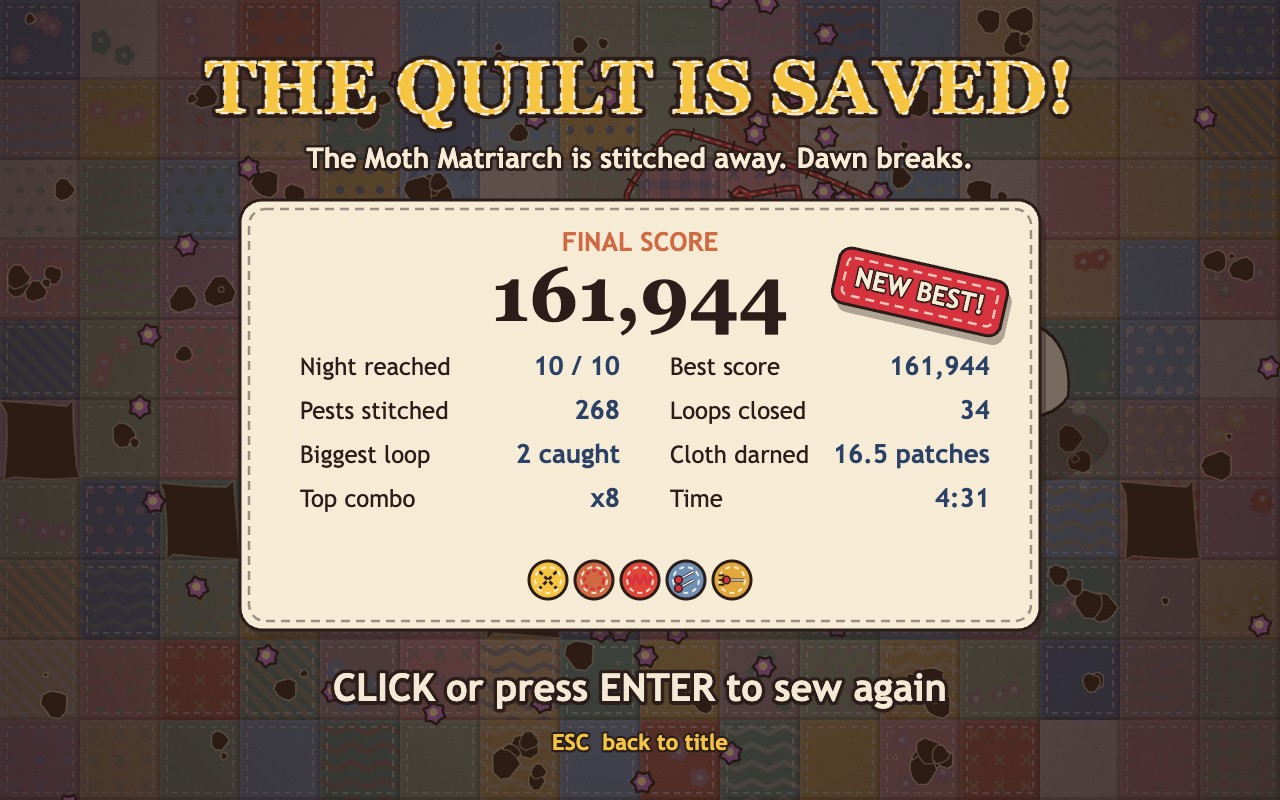 THE QUILT IS SAVED!
The Moth Matriarch is stitched away. Dawn breaks.
FINAL SCORE
161,944
NEW BEST!
Night reached 10 / 10 Best score 161,944
Pests stitched 268 Loops closed 34
Biggest loop 2 caught Cloth darned 16.5 patches
Top combo x8 Time 4:31
CLICK or press ENTER to sew again
ESC back to title